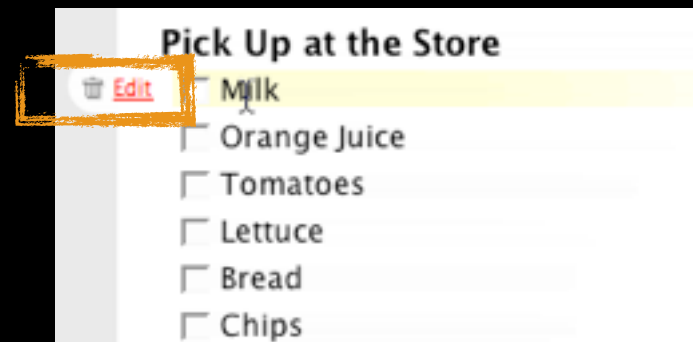 Pick Up at the Store
Edit Milk
Orange Juice
Tomatoes
Lettuce
Bread
Chips